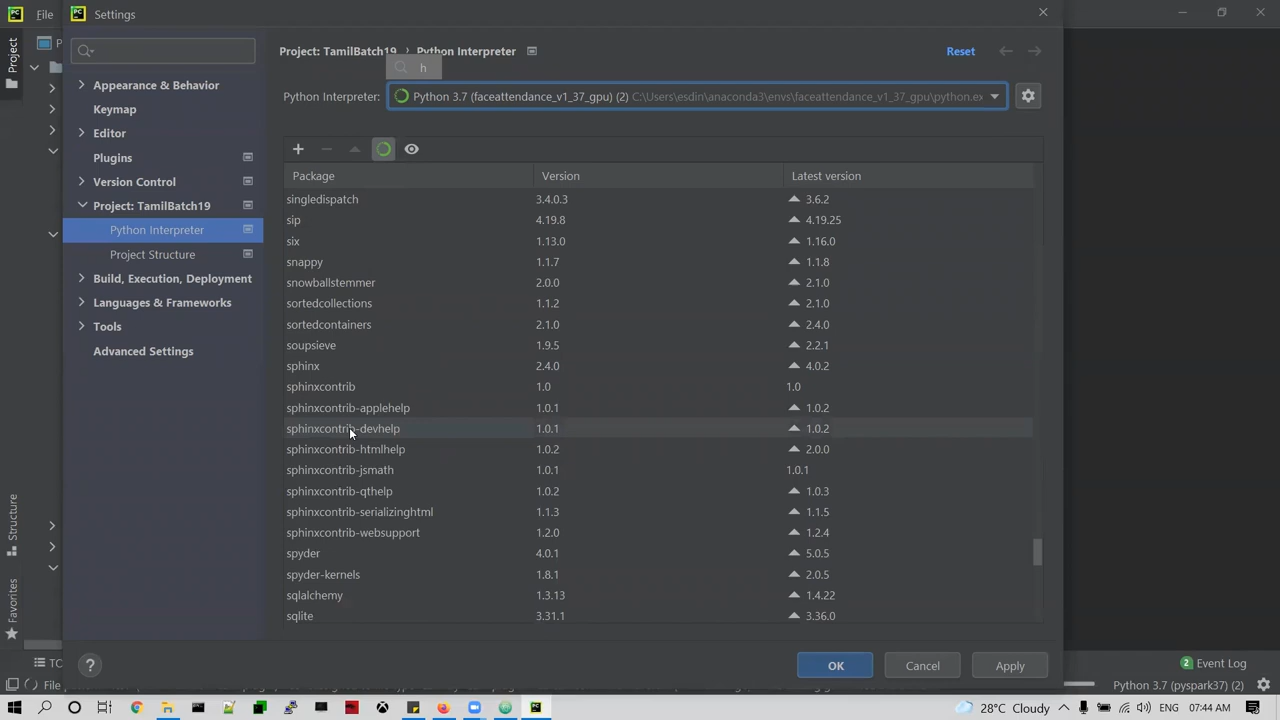 File
Settings
Project: TamilBatch19 › Python Interpreter
Reset
h
Python Interpreter: Python 3.7 (faceattendance_v1_37_gpu) (2) C:\Users\esdin\anaconda3\envs\faceattendance_v1_37_gpu\python.ex
Appearance & Behavior
Keymap
Editor
Plugins
Version Control
Project: TamilBatch19
Python Interpreter
Project Structure
Build, Execution, Deployment
Languages & Frameworks
Tools
Advanced Settings
Package Version Latest version
singledispatch 3.4.0.3 3.6.2
sip 4.19.8 4.19.25
six 1.13.0 1.16.0
snappy 1.1.7 1.1.8
snowballstemmer 2.0.0 2.1.0
sortedcollections 1.1.2 2.1.0
sortedcontainers 2.1.0 2.4.0
soupsieve 1.9.5 2.2.1
sphinx 2.4.0 4.0.2
sphinxcontrib 1.0 1.0
sphinxcontrib-applehelp 1.0.1 1.0.2
sphinxcontrib-devhelp 1.0.1 1.0.2
sphinxcontrib-htmlhelp 1.0.2 2.0.0
sphinxcontrib-jsmath 1.0.1 1.0.1
sphinxcontrib-qthelp 1.0.2 1.0.3
sphinxcontrib-serializinghtml 1.1.3 1.1.5
sphinxcontrib-websupport 1.2.0 1.2.4
spyder 4.0.1 5.0.5
spyder-kernels 1.8.1 2.0.5
sqlalchemy 1.3.13 1.4.22
sqlite 3.31.1 3.36.0
? OK Cancel Apply
Project
Structure
Favorites
TO
2 Event Log
Python 3.7 (pyspark37) (2)
28°C Cloudy 07:44 AM